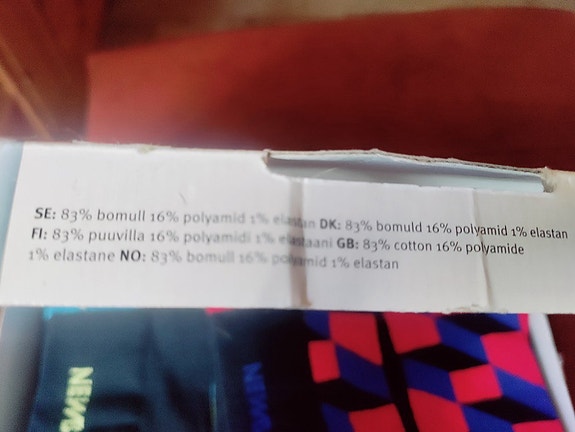 SE: 83% bomull 16% polyamid 1% elastan DK: 83% bomuld 16% polyamid 1% elastan
FI: 83% puuvilla 16% polyamidi 1% elastaani GB: 83% cotton 16% polyamide
1% elastane NO: 83% bomull 16% polyamid 1% elastan